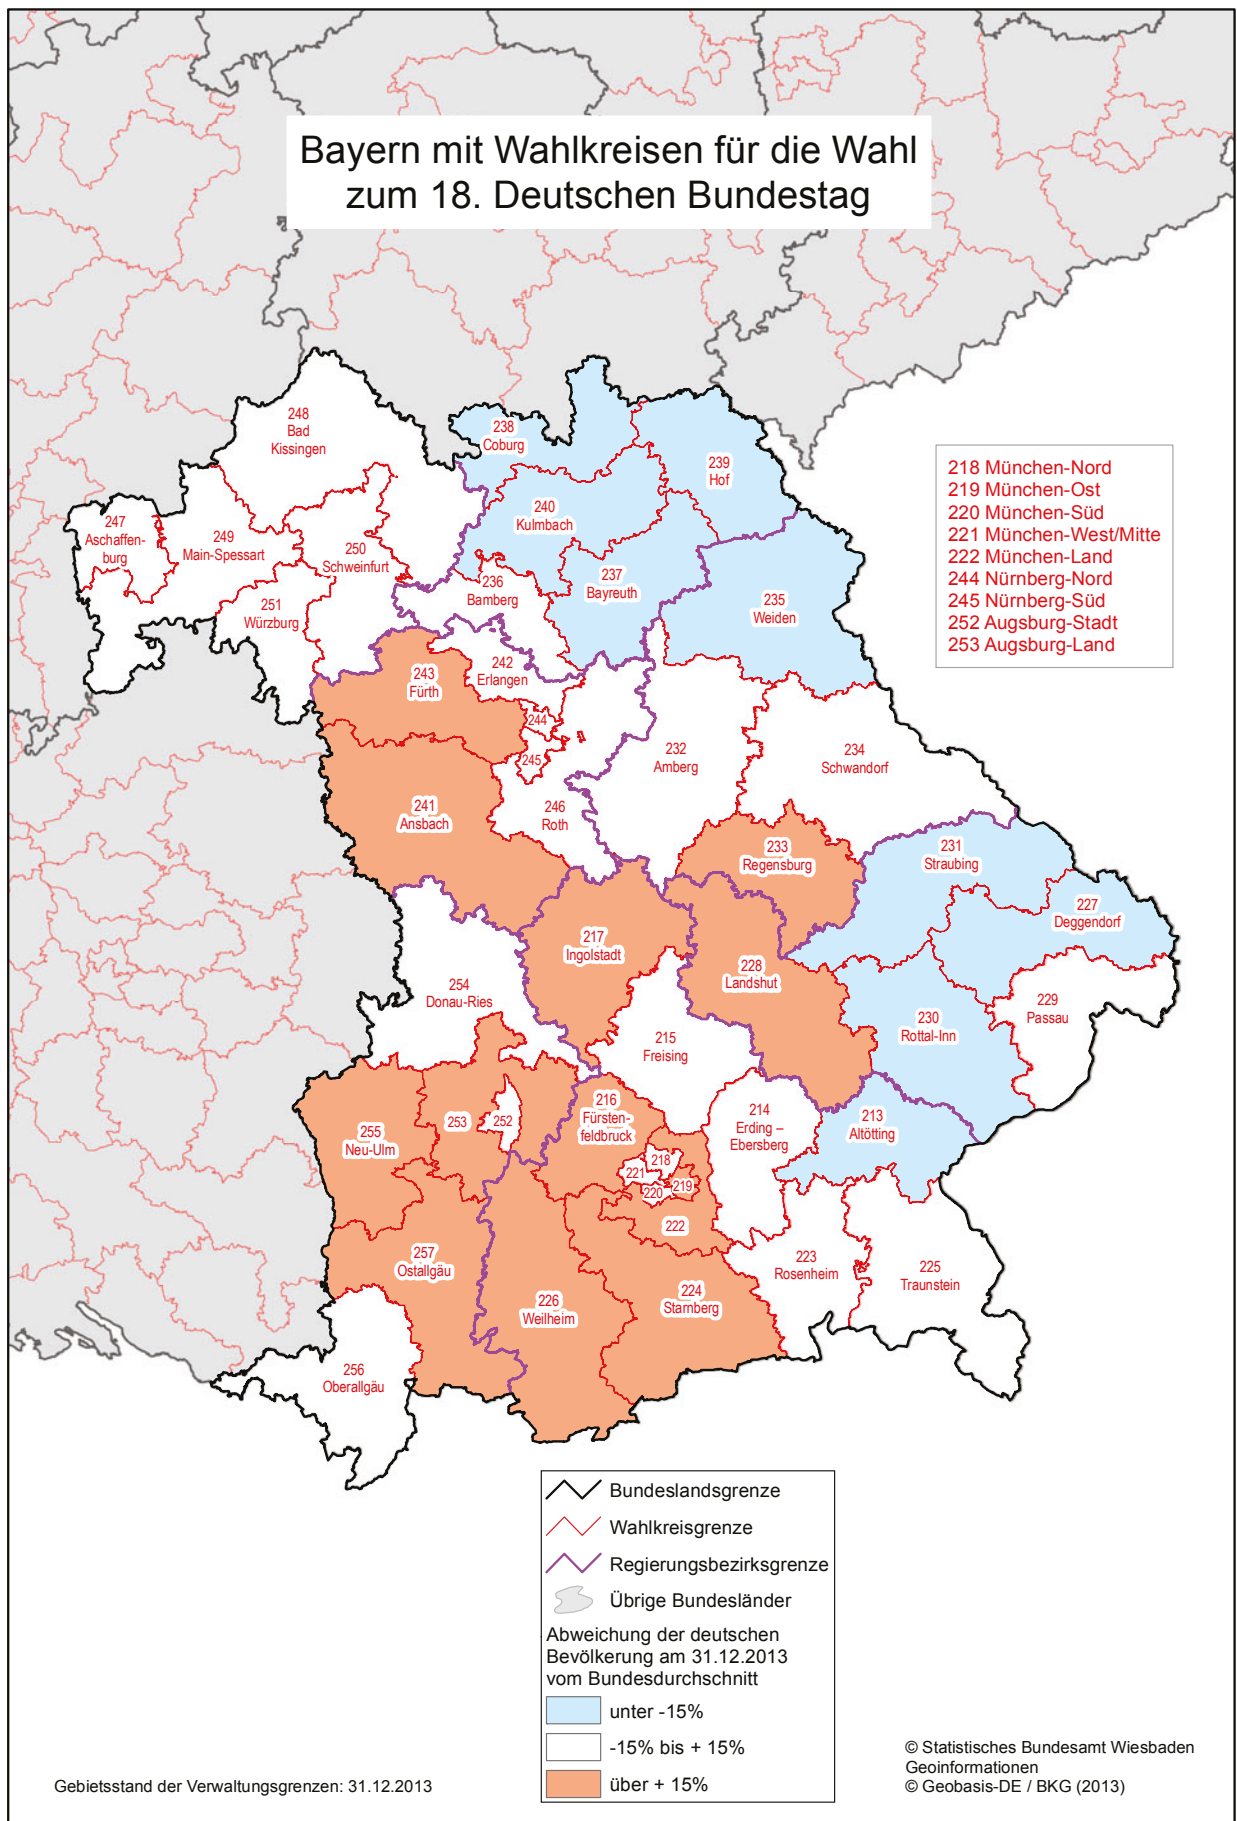 Bayern mit Wahlkreisen für die Wahl
zum 18. Deutschen Bundestag
248
Bad
Kissingen
238
Coburg
239
Hof
218 München-Nord
219 München-Ost
220 München-Süd
221 München-West/Mitte
222 München-Land
244 Nürnberg-Nord
245 Nürnberg-Süd
252 Augsburg-Stadt
253 Augsburg-Land
247
Aschaffen-
burg
249
Main-Spessart
250
Schweinfurt
240
Kulmbach
251
Würzburg
236
Bamberg
237
Bayreuth
235
Weiden
243
Fürth
242
Erlangen
244
245
232
Amberg
234
Schwandorf
241
Ansbach
246
Roth
233
Regensburg
231
Straubing
227
Deggendorf
217
Ingolstadt
228
Landshut
254
Donau-Ries
229
Passau
230
Rottal-Inn
215
Freising
216
Fürsten-
feldbruck
214
Erding –
Ebersberg
213
Altötting
255
Neu-Ulm
253
252
218
221
219
220
222
257
Ostallgäu
223
Rosenheim
225
Traunstein
226
Weilheim
224
Starnberg
256
Oberallgäu
Bundeslandsgrenze
Wahlkreisgrenze
Regierungsbezirksgrenze
Übrige Bundesländer
Abweichung der deutschen
Bevölkerung am 31.12.2013
vom Bundesdurchschnitt
unter -15%
-15% bis + 15%
über + 15%
Gebietsstand der Verwaltungsgrenzen: 31.12.2013
© Statistisches Bundesamt Wiesbaden
Geoinformationen
© Geobasis-DE / BKG (2013)